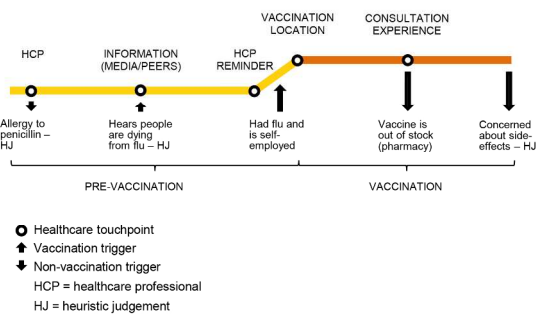 VACCINATION
LOCATION
CONSULTATION
EXPERIENCE
HCP
INFORMATION
(MEDIA/PEERS)
HCP
REMINDER
Allergy to
penicillin –
HJ
Hears people
are dying
from flu – HJ
Had flu and
is self-
employed
Vaccine is
out of stock
(pharmacy)
Concerned
about side-
effects – HJ
PRE-VACCINATION
VACCINATION
Healthcare touchpoint
Vaccination trigger
Non-vaccination trigger
HCP = healthcare professional
HJ = heuristic judgement